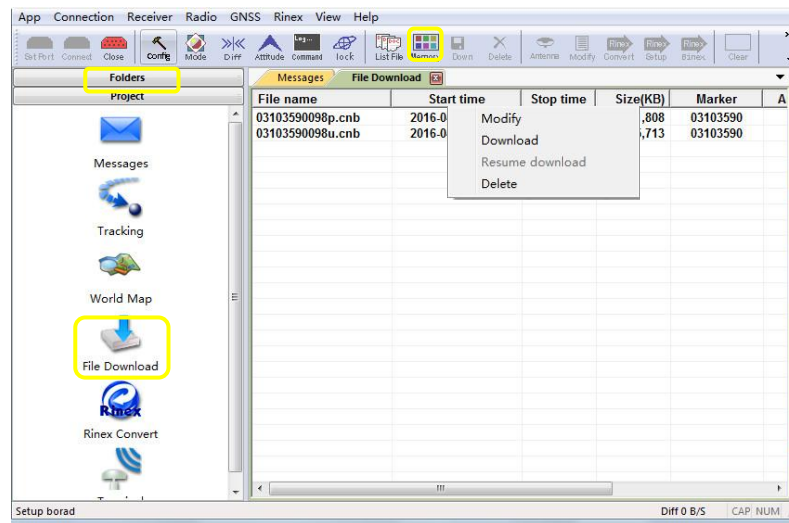 App Connection Receiver Radio GNSS Rinex View Help
Set Port Connect Close Config Mode Diff Attitude Command lock List File Memory Down Delete Antenna Modify Convert Setup Binex Clear
Folders
Messages File Download
Project
File name Start time Stop time Size(KB) Marker A
03103590098p.cnb 2016-0 Modify ,808 03103590
03103590098u.cnb 2016-0 Download ,713 03103590
Resume download
Delete
Messages
Tracking
World Map
File Download
Rinex
Rinex Convert
Setup borad Diff 0 B/S CAP NUM